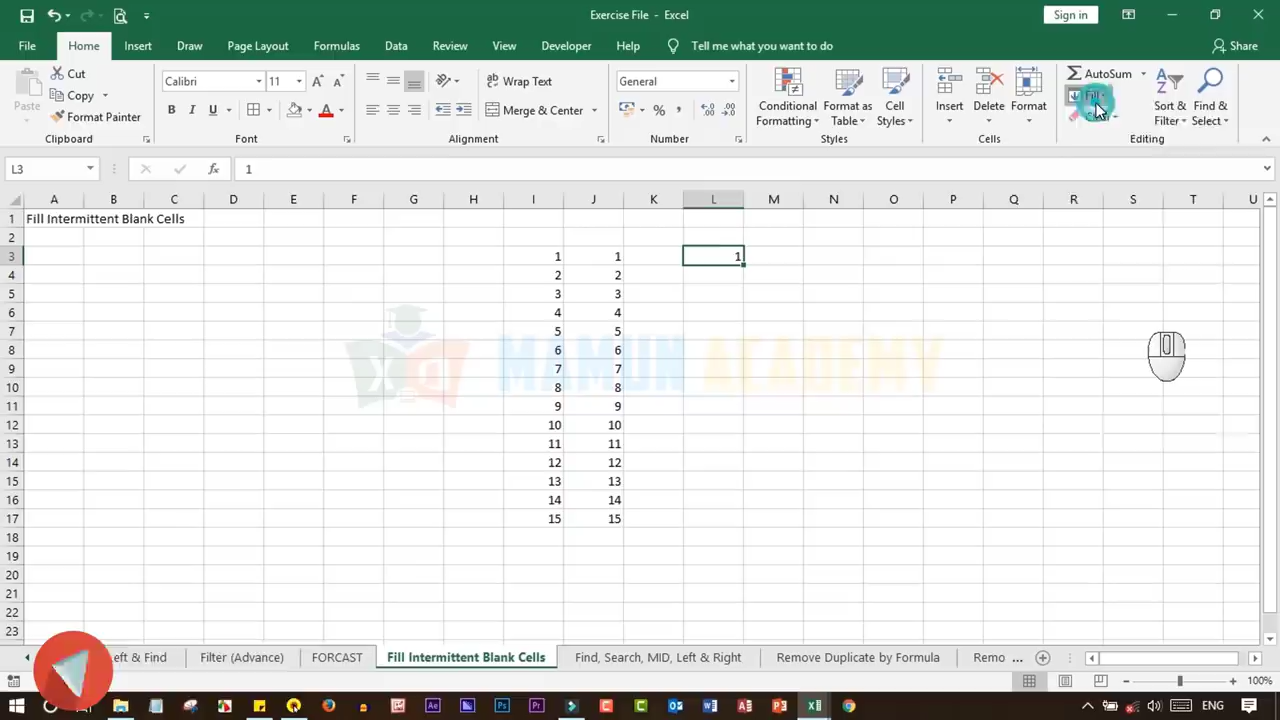 Exercise File - Excel
Sign in
File Home Insert Draw Page Layout Formulas Data Review View Developer Help Tell me what you want to do Share
Paste
Cut
Copy
Format Painter
Clipboard
Calibri 11
B I U
Font
Wrap Text
Merge & Center
Alignment
General
Number
Conditional Formatting
Format as Table
Cell Styles
Styles
Insert Delete Format
Cells
AutoSum
Fill
Sort & Filter
Find & Select
Editing
L3 fx 1
A B C D E F G H I J K L M N O P Q R S T U
1 Fill Intermittent Blank Cells
2
3 1 1 1
4 2 2
5 3 3
6 4 4
7 5 5
8 6 6
9 7 7
10 8 8
11 9 9
12 10 10
13 11 11
14 12 12
15 13 13
16 14 14
17 15 15
18
19
20
21
22
23
MAMUN ACADEMY
eft & Find Filter (Advance) FORCAST Fill Intermittent Blank Cells Find, Search, MID, Left & Right Remove Duplicate by Formula Remo ...
100%
ENG